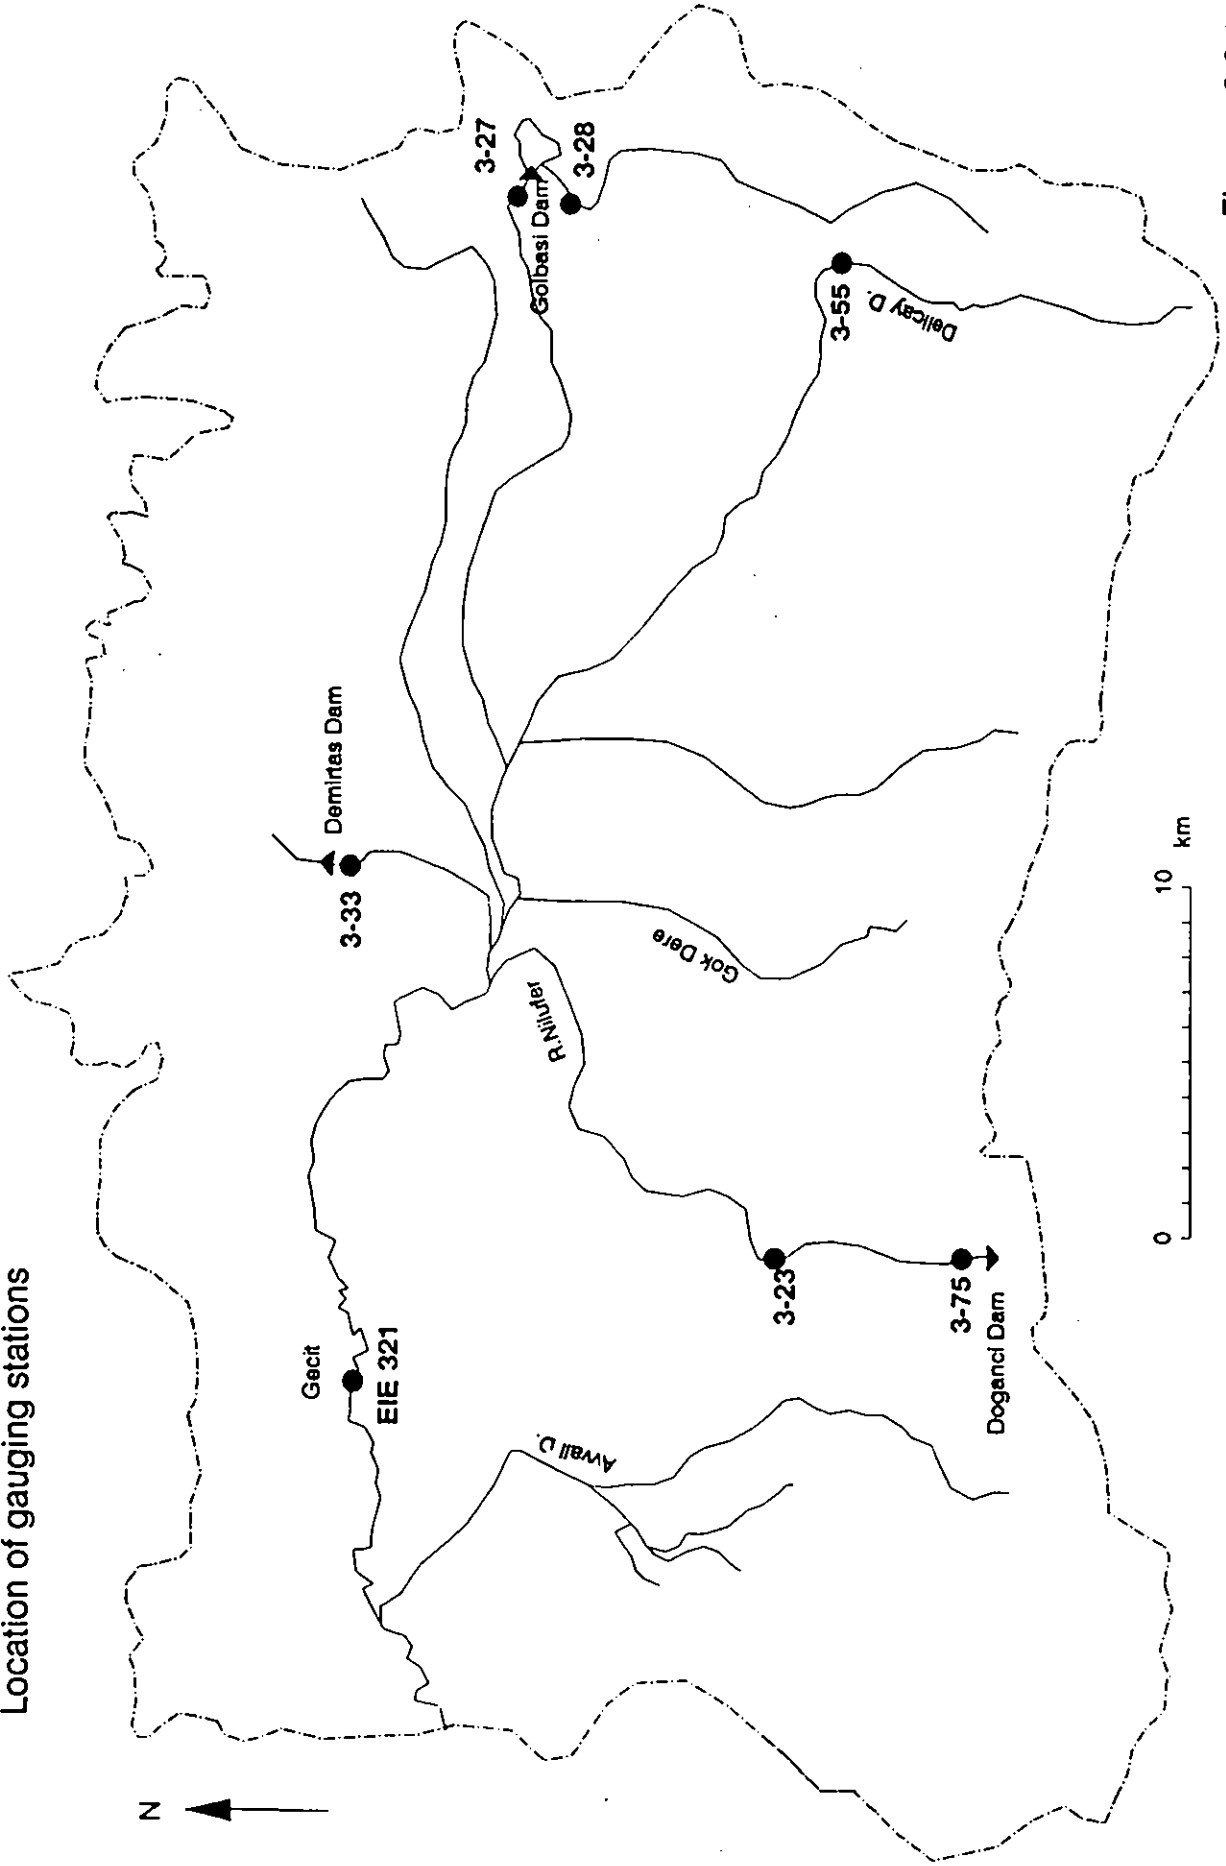 Location of gauging stations
N
Gecit
EIE 321
Demirtas Dam
3-33
3-27
Golbasi Dam
3-28
R.Nilufer
Gok Dere
3-55
Delicay D.
Avvali D.
3-23
3-75
Doganci Dam
0
10
km